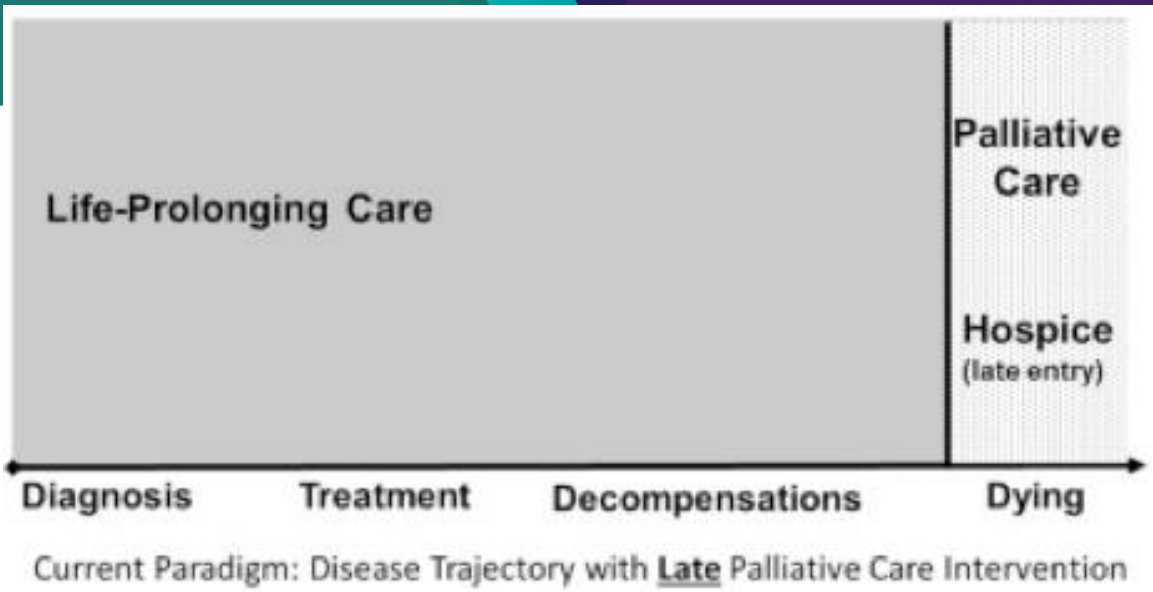 Life-Prolonging Care
Palliative
Care
Hospice
(late entry)
Diagnosis Treatment Decompensations Dying
Current Paradigm: Disease Trajectory with Late Palliative Care Intervention